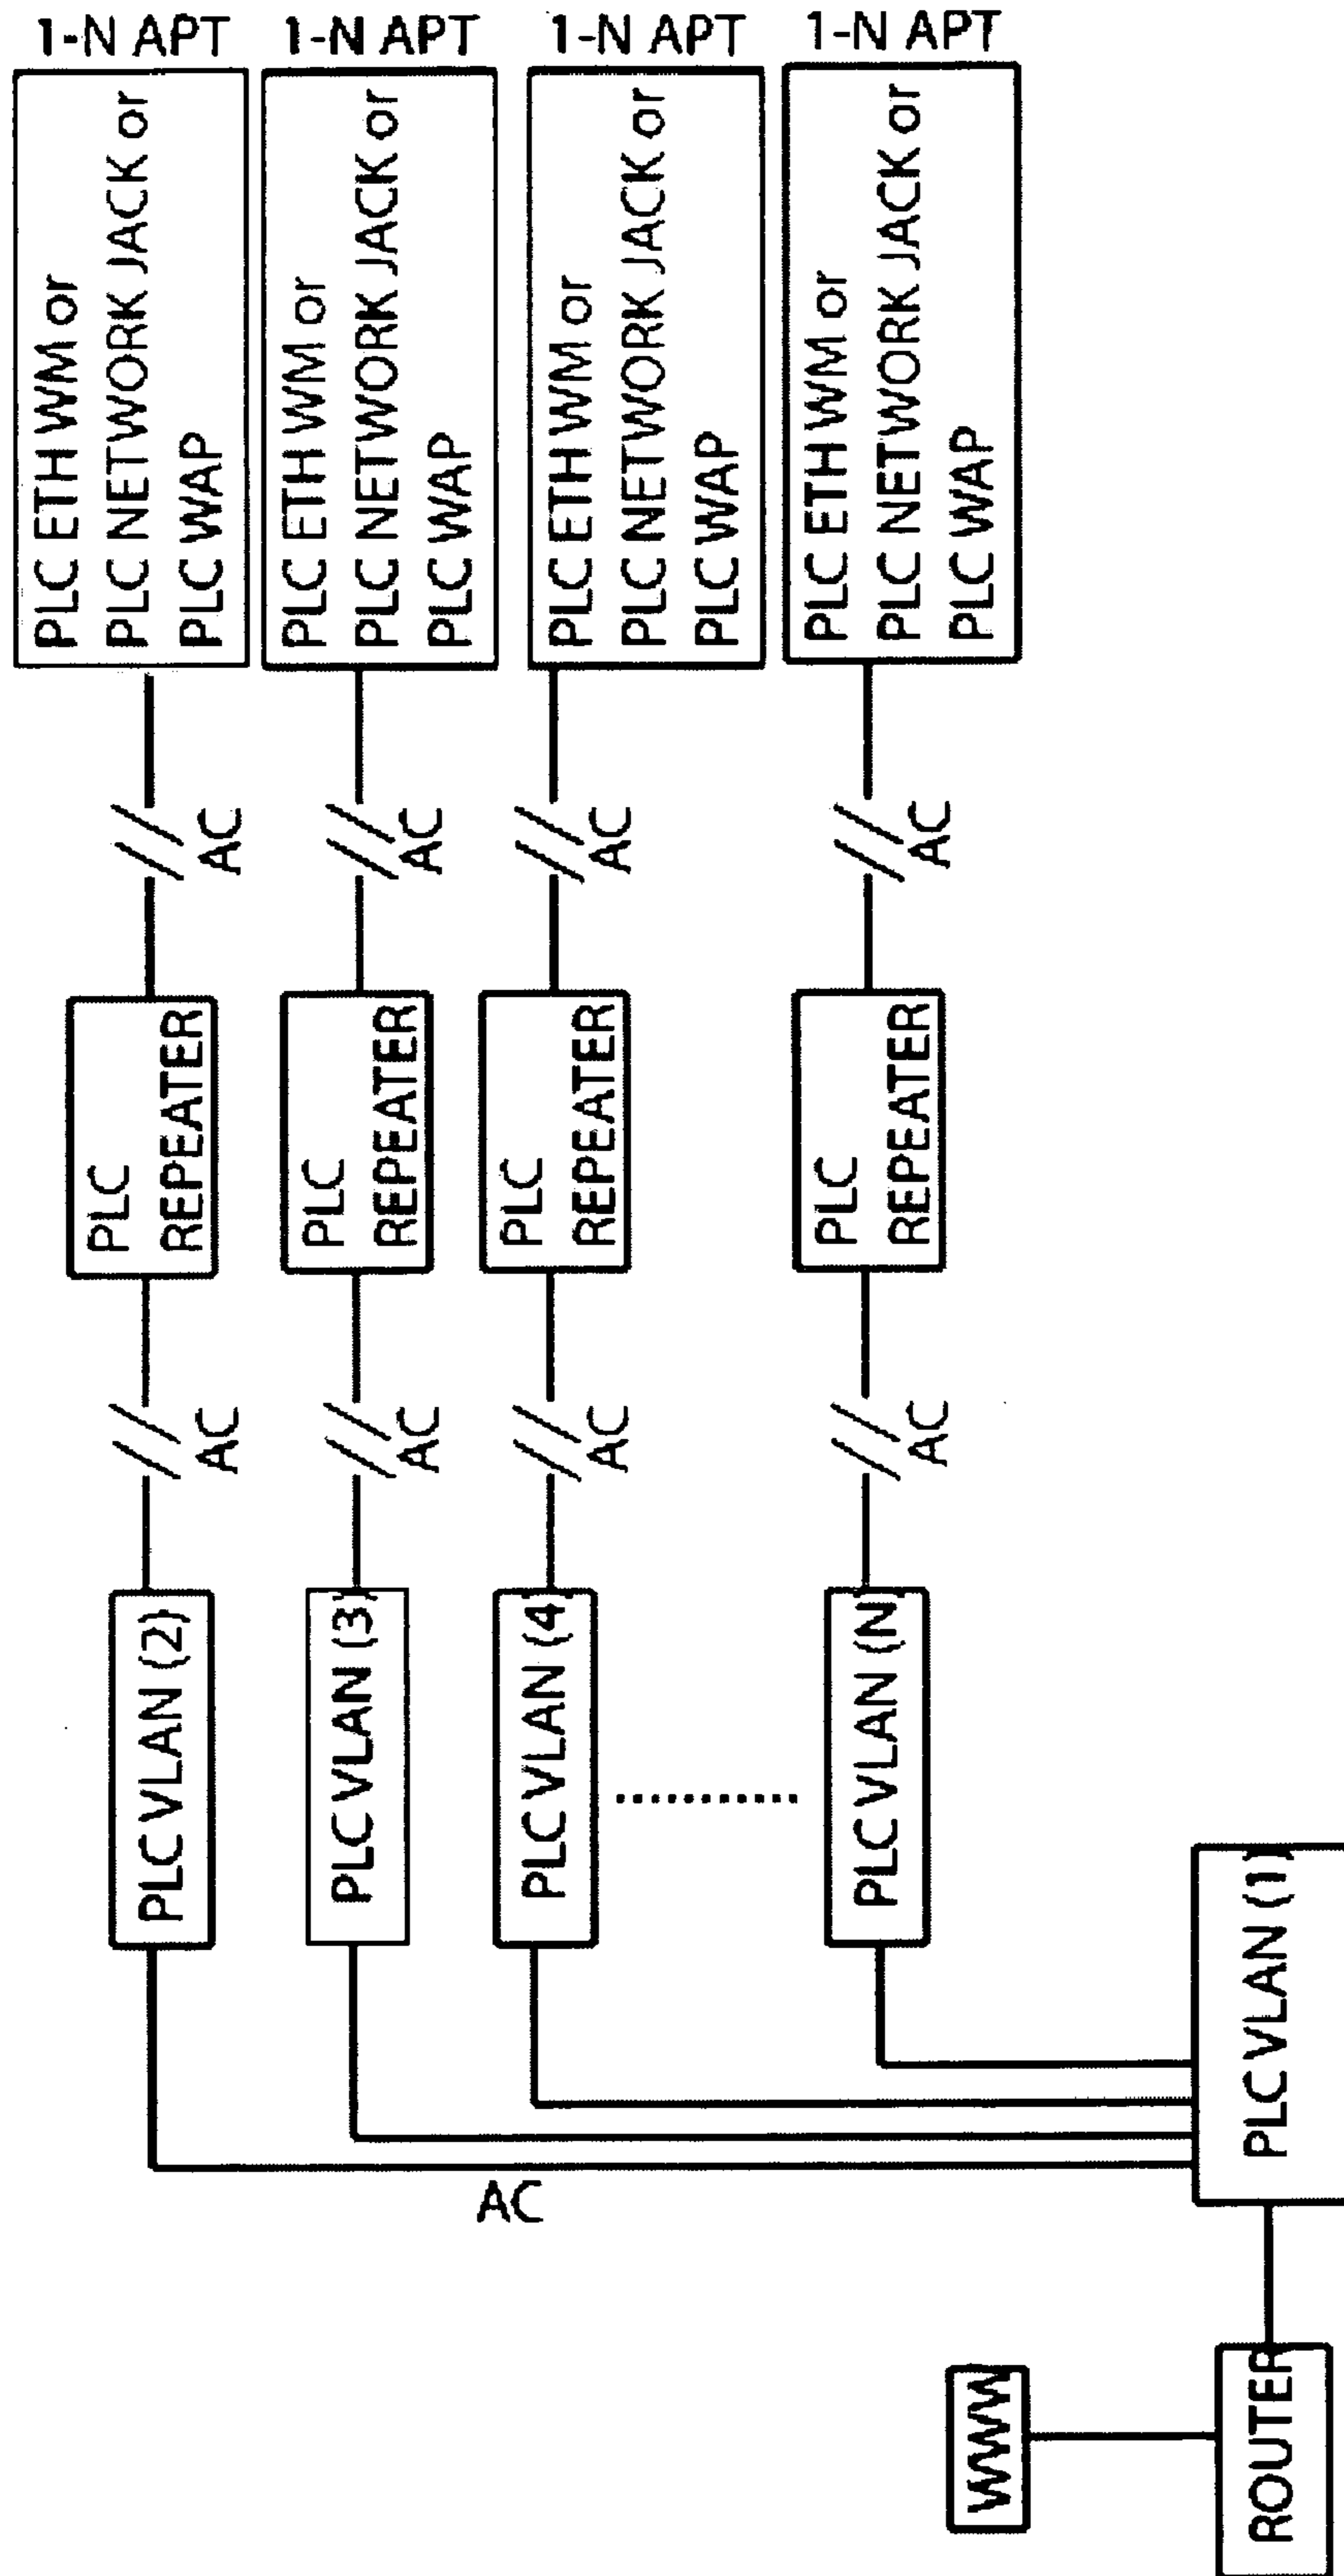 1-N APT
1-N APT
1-N APT
1-N APT
PLC ETH WM or
PLC NETWORK JACK or
PLC WAP
PLC ETH WM or
PLC NETWORK JACK or
PLC WAP
PLC ETH WM or
PLC NETWORK JACK or
PLC WAP
PLC ETH WM or
PLC NETWORK JACK or
PLC WAP
AC
AC
AC
AC
PLC
REPEATER
PLC
REPEATER
PLC
REPEATER
PLC
REPEATER
AC
AC
AC
AC
PLC VLAN (2)
PLC VLAN (3)
PLC VLAN (4)
PLC VLAN (N)
PLC VLAN (1)
AC
WWW
ROUTER